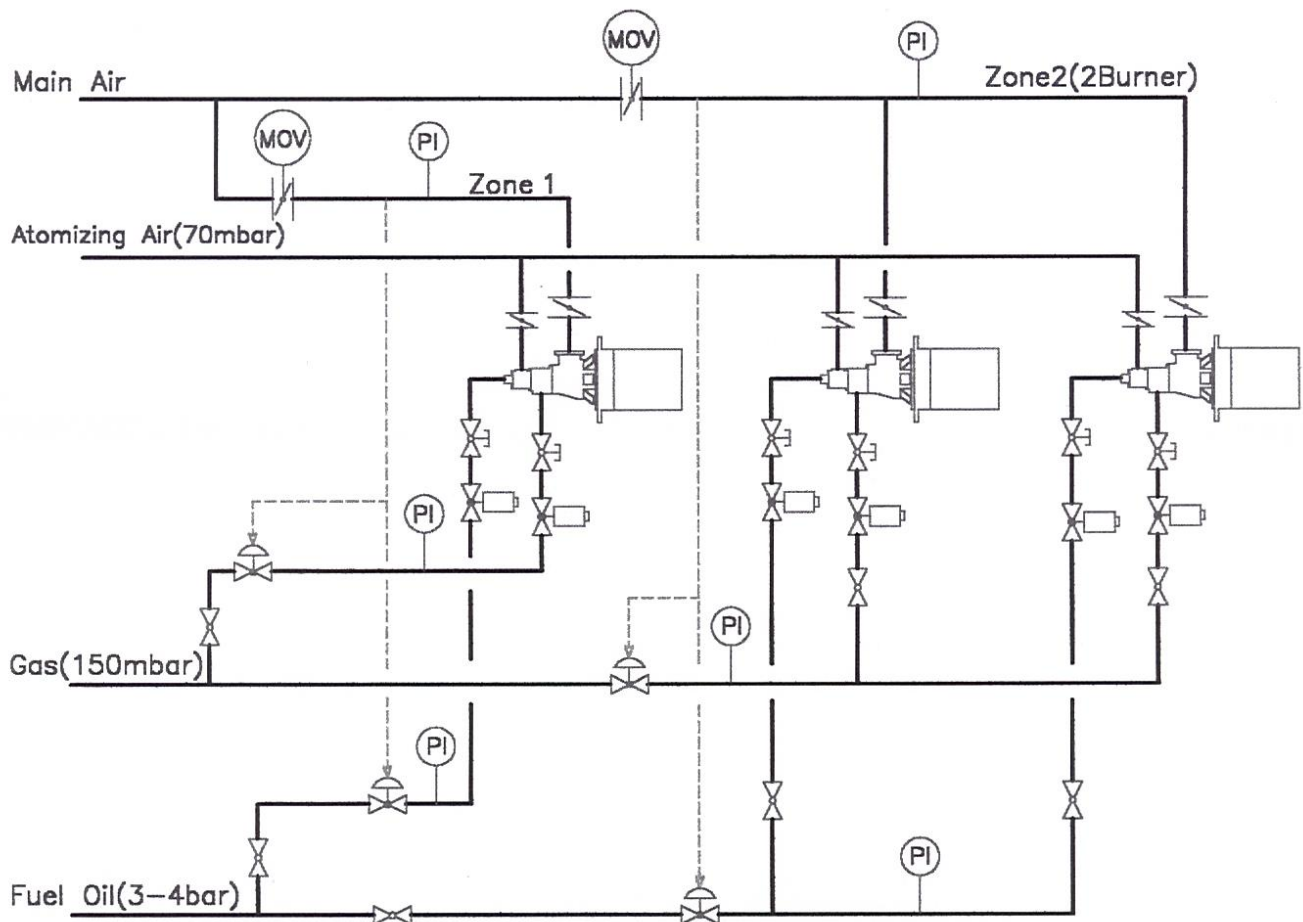 MOV
PI
Main Air
Zone2(2Burner)
MOV
PI
Zone 1
Atomizing Air(70mbar)
PI
PI
Gas(150mbar)
PI
PI
Fuel Oil(3-4bar)